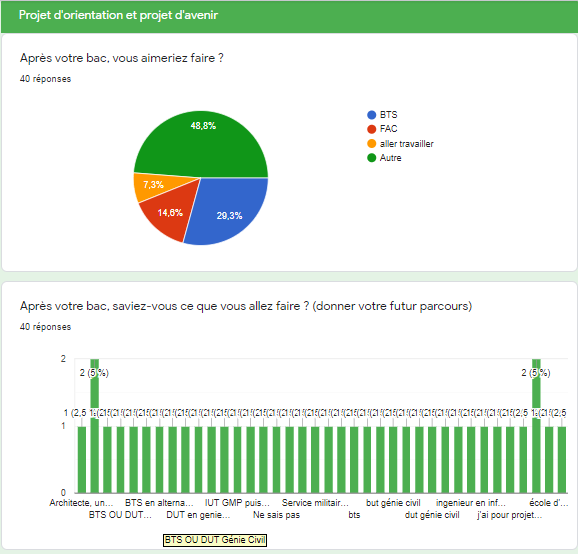 Projet d'orientation et projet d'avenir
Après votre bac, vous aimeriez faire ?
40 réponses
BTS
FAC
aller travailler
Autre
48,8%
7,3%
14,6%
29,3%
Après votre bac, saviez-vous ce que vous allez faire ? (donner votre futur parcours)
40 réponses
2
2 (5 %)
2 (5 %)
1
0
Architecte, un…
BTS en alterna…
IUT GMP puis…
Service militair…
but génie civil
ingenieur en inf…
école d'…
BTS OU DUT…
DUT en genie…
Ne sais pas
bts
dut génie civil
j'ai pour projet…
BTS OU DUT Génie Civil